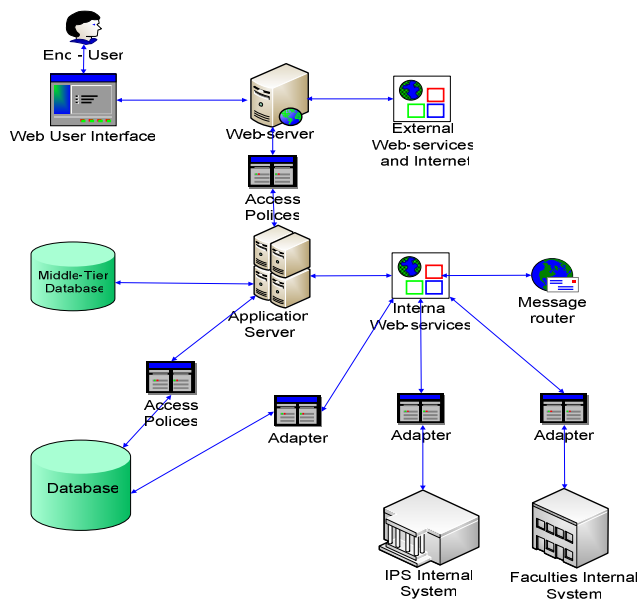 Enc - User
Web User Interface
Web-server
External
Web-services
and Internet
Access
Polices
Middle-Tier
Database
Application
Server
Interna
Web-services
Message
router
Access
Polices
Adapter
Adapter
Adapter
Database
IPS Internal
System
Faculties Internal
System